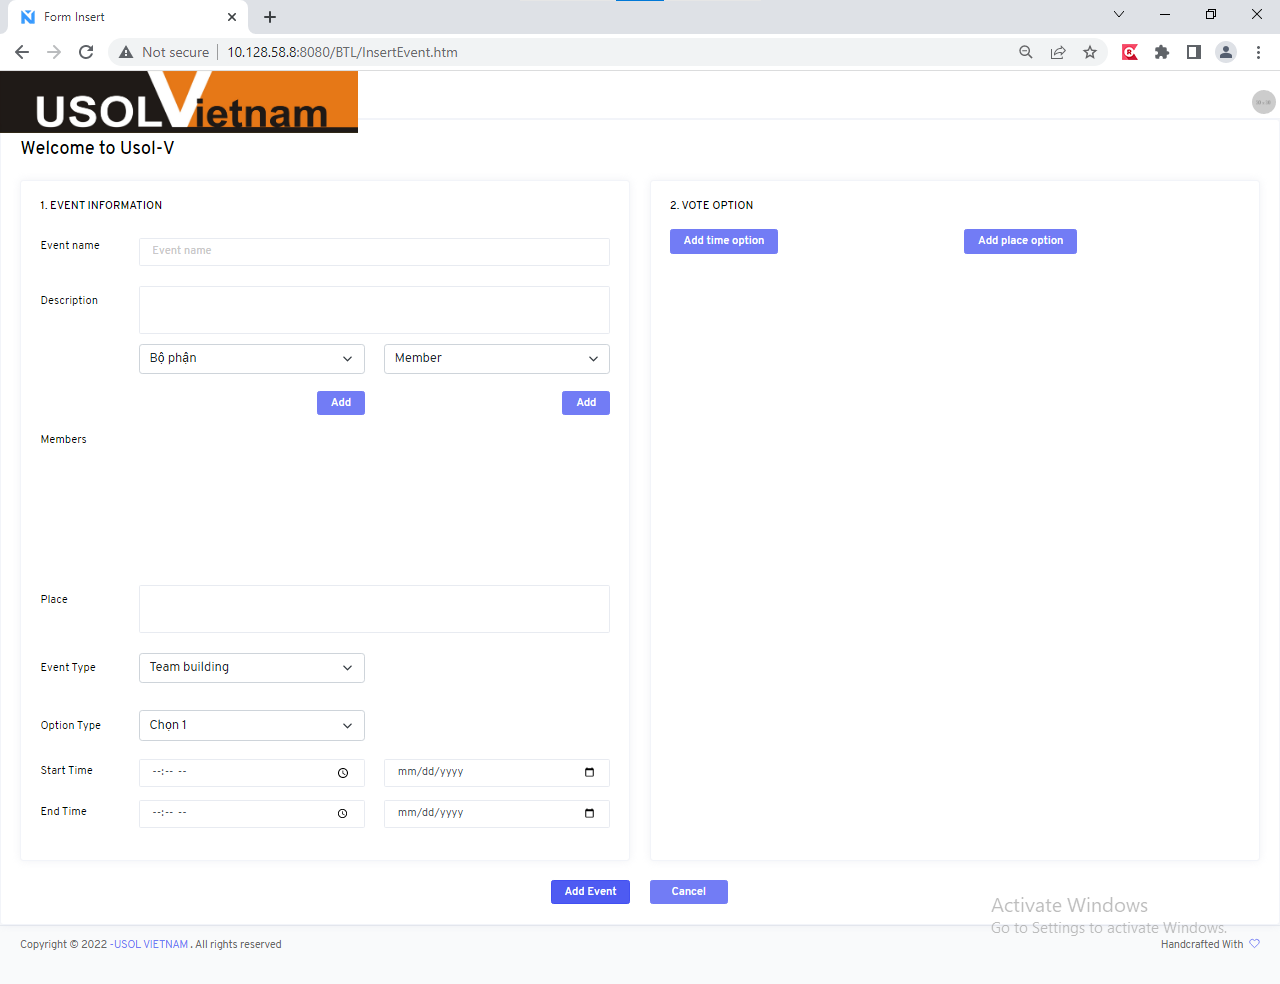 Form Insert
Not secure 10.128.58.8:8080/BTL/InsertEvent.htm
USOL Vietnam
Welcome to Usol-V
1. EVENT INFORMATION
Event name
Event name
Description
Bộ phận
Member
Add
Add
Members
Place
Event Type
Team building
Option Type
Chọn 1
Start Time
--:-- --
mm/dd/yyyy
End Time
--:-- --
mm/dd/yyyy
2. VOTE OPTION
Add time option
Add place option
Add Event
Cancel
Activate Windows
Go to Settings to activate Windows.
Copyright © 2022 -USOL VIETNAM . All rights reserved
Handcrafted With